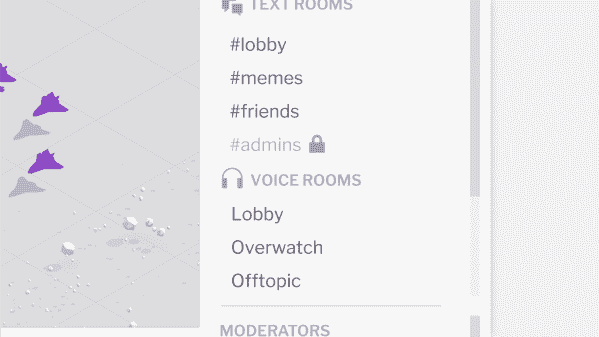 TEXT ROOMS
#lobby
#memes
#friends
#admins
VOICE ROOMS
Lobby
Overwatch
Offtopic
MODERATORS